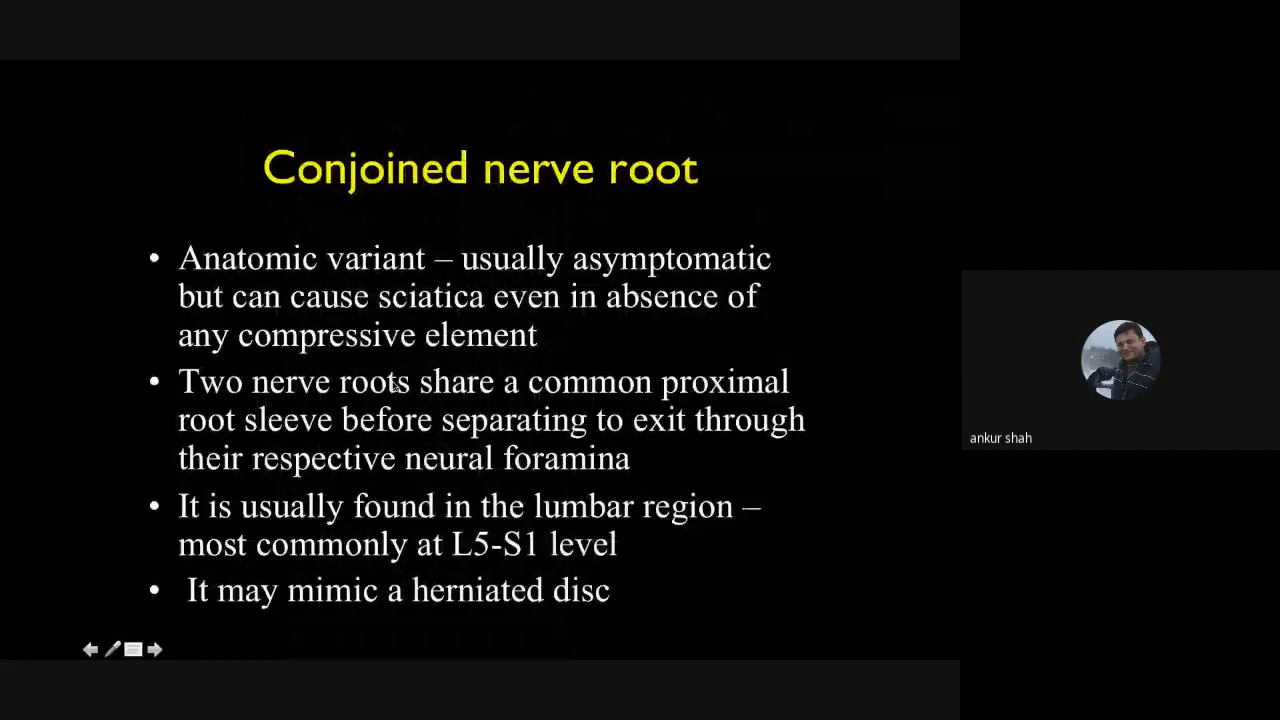 Conjoined nerve root
• Anatomic variant – usually asymptomatic
but can cause sciatica even in absence of
any compressive element
• Two nerve roots share a common proximal
root sleeve before separating to exit through
their respective neural foramina
• It is usually found in the lumbar region –
most commonly at L5-S1 level
• It may mimic a herniated disc
ankur shah